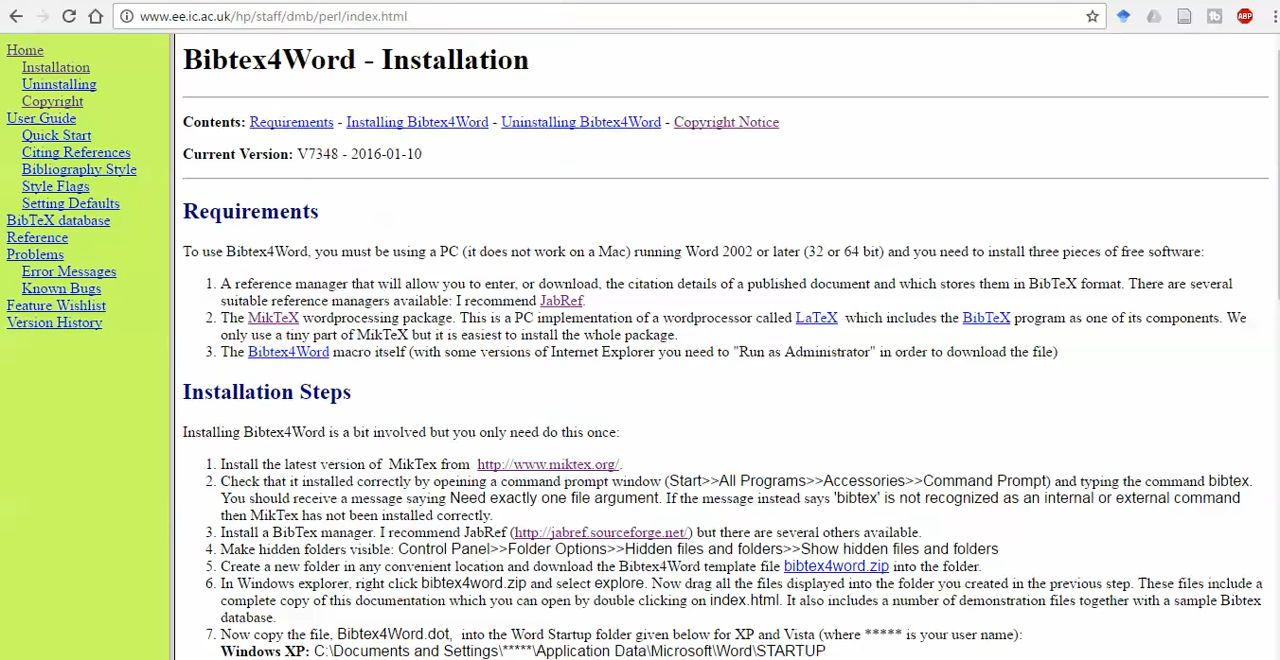 www.ee.ic.ac.uk/hp/staff/dmb/perl/index.html
ABP
Home
Installation
Uninstalling
Copyright
User Guide
Quick Start
Citing References
Bibliography Style
Style Flags
Setting Defaults
BibTeX database
Reference
Problems
Error Messages
Known Bugs
Feature Wishlist
Version History
Bibtex4Word - Installation
Contents: Requirements - Installing Bibtex4Word - Uninstalling Bibtex4Word - Copyright Notice
Current Version: V7348 - 2016-01-10
Requirements
To use Bibtex4Word, you must be using a PC (it does not work on a Mac) running Word 2002 or later (32 or 64 bit) and you need to install three pieces of free software:
1. A reference manager that will allow you to enter, or download, the citation details of a published document and which stores them in BibTeX format. There are several
suitable reference managers available: I recommend JabRef.
2. The MikTeX wordprocessing package. This is a PC implementation of a wordprocessor called LaTeX which includes the BibTeX program as one of its components. We
only use a tiny part of MikTeX but it is easiest to install the whole package.
3. The Bibtex4Word macro itself (with some versions of Internet Explorer you need to "Run as Administrator" in order to download the file)
Installation Steps
Installing Bibtex4Word is a bit involved but you only need do this once:
1. Install the latest version of MikTex from http://www.miktex.org/.
2. Check that it installed correctly by opeining a command prompt window (Start>>All Programs>>Accessories>>Command Prompt) and typing the command bibtex.
You should receive a message saying Need exactly one file argument. If the message instead says 'bibtex' is not recognized as an internal or external command
then MikTex has not been installed correctly.
3. Install a BibTex manager. I recommend JabRef (http://jabref.sourceforge.net/) but there are several others available.
4. Make hidden folders visible: Control Panel>>Folder Options>>Hidden files and folders>>Show hidden files and folders
5. Create a new folder in any convenient location and download the Bibtex4Word template file bibtex4word.zip into the folder.
6. In Windows explorer, right click bibtex4word.zip and select explore. Now drag all the files displayed into the folder you created in the previous step. These files include a
complete copy of this documentation which you can open by double clicking on index.html. It also includes a number of demonstration files together with a sample Bibtex
database.
7. Now copy the file, Bibtex4Word.dot, into the Word Startup folder given below for XP and Vista (where ***** is your user name):
Windows XP: C:\Documents and Settings\*****\Application Data\Microsoft\Word\STARTUP